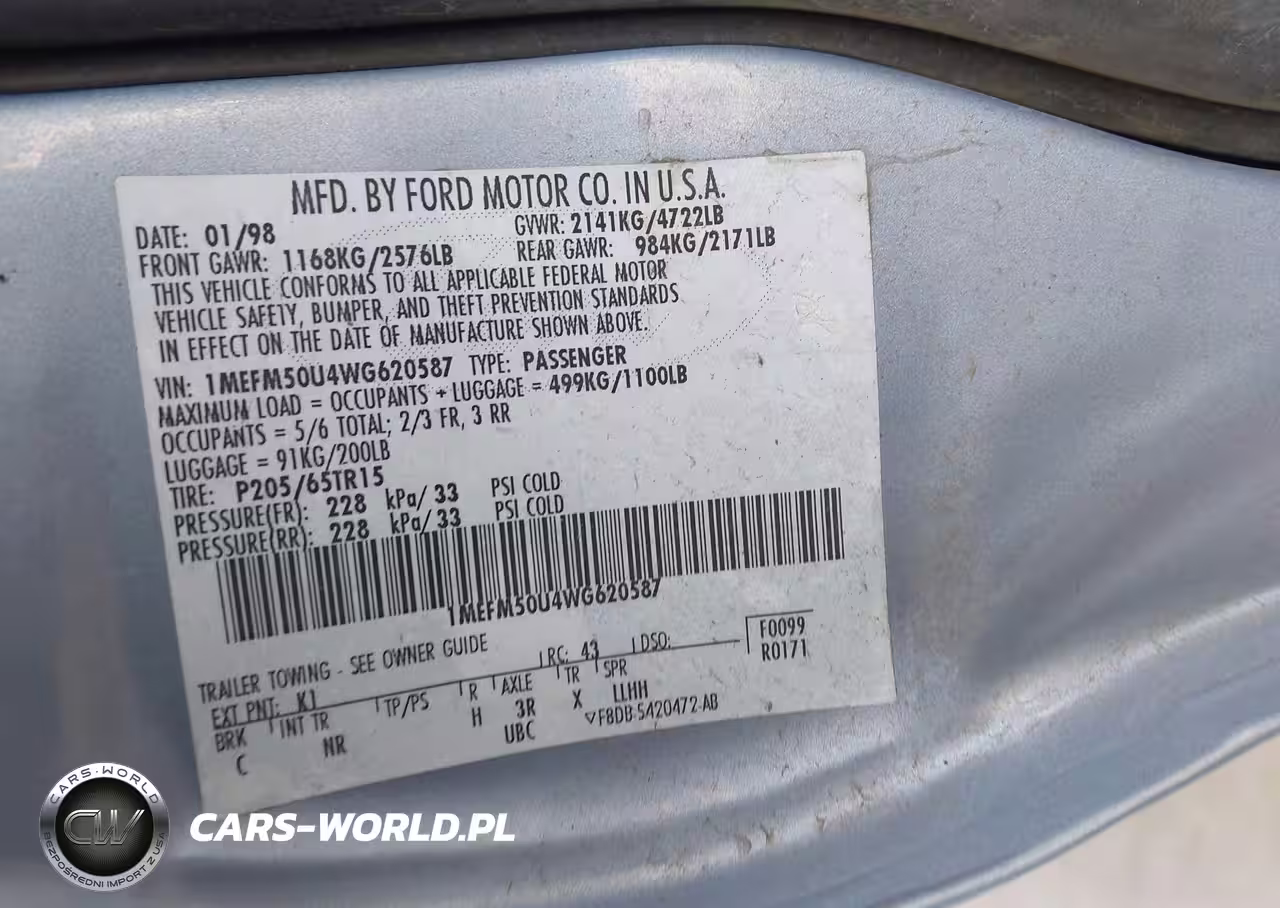 MFD. BY FORD MOTOR CO. IN U.S.A.
DATE: 01/98 GVWR: 2141KG/4722LB
FRONT GAWR: 1168KG/2576LB REAR GAWR: 984KG/2171LB
THIS VEHICLE CONFORMS TO ALL APPLICABLE FEDERAL MOTOR
VEHICLE SAFETY, BUMPER, AND THEFT PREVENTION STANDARDS
IN EFFECT ON THE DATE OF MANUFACTURE SHOWN ABOVE.
VIN: 1MEFM50U4WG620587 TYPE: PASSENGER
MAXIMUM LOAD = OCCUPANTS + LUGGAGE = 499KG/1100LB
OCCUPANTS = 5/6 TOTAL; 2/3 FR, 3 RR
LUGGAGE = 91KG/200LB
TIRE: P205/65TR15
PRESSURE(FR): 228 kPa/ 33 PSI COLD
PRESSURE(RR): 228 kPa/ 33 PSI COLD
1MEFM50U4WG620587
TRAILER TOWING - SEE OWNER GUIDE
EXT PNT: K1 RC: 43 DSO: F0099
R0171
BRK INT TR TP/PS R AXLE TR SPR
C NR H 3R X LLHH
UBC ▽F8DB-5420472-AB
CARS-WORLD
CW
BEZPOŚREDNI IMPORT Z USA
CARS-WORLD.PL